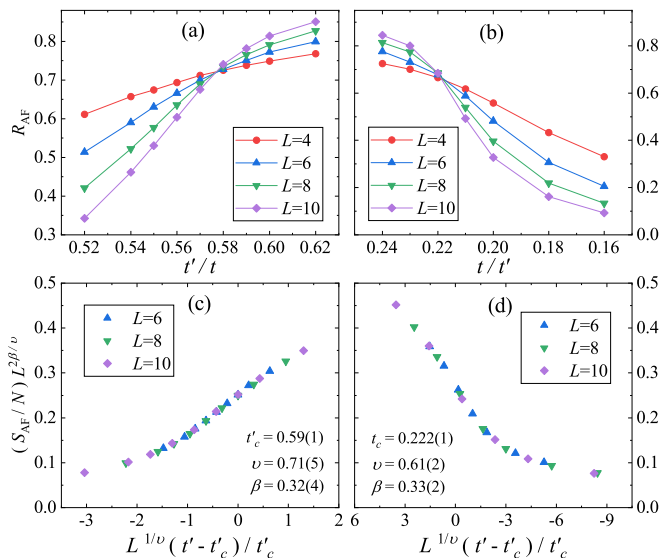 (a)
R_AF
0.8
0.7
0.6
0.5
0.4
0.3
L=4
L=6
L=8
L=10
0.52 0.54 0.56 0.58 0.60 0.62
t′/t
(b)
L=4
L=6
L=8
L=10
0.8
0.6
0.4
0.2
0.0
0.24 0.22 0.20 0.18 0.16
t/t′
(c)
(S_AF/N) L^{2β/υ}
0.5
0.4
0.3
0.2
0.1
0.0
L=6
L=8
L=10
t′_c = 0.59(1)
υ = 0.71(5)
β = 0.32(4)
-3 -2 -1 0 1 2
L^{1/υ} (t′ - t′_c) / t′_c
(d)
0.5
0.4
0.3
0.2
0.1
0.0
L=6
L=8
L=10
t_c = 0.222(1)
υ = 0.61(2)
β = 0.33(2)
6 3 0 -3 -6 -9
L^{1/υ} (t′ - t′_c) / t′_c